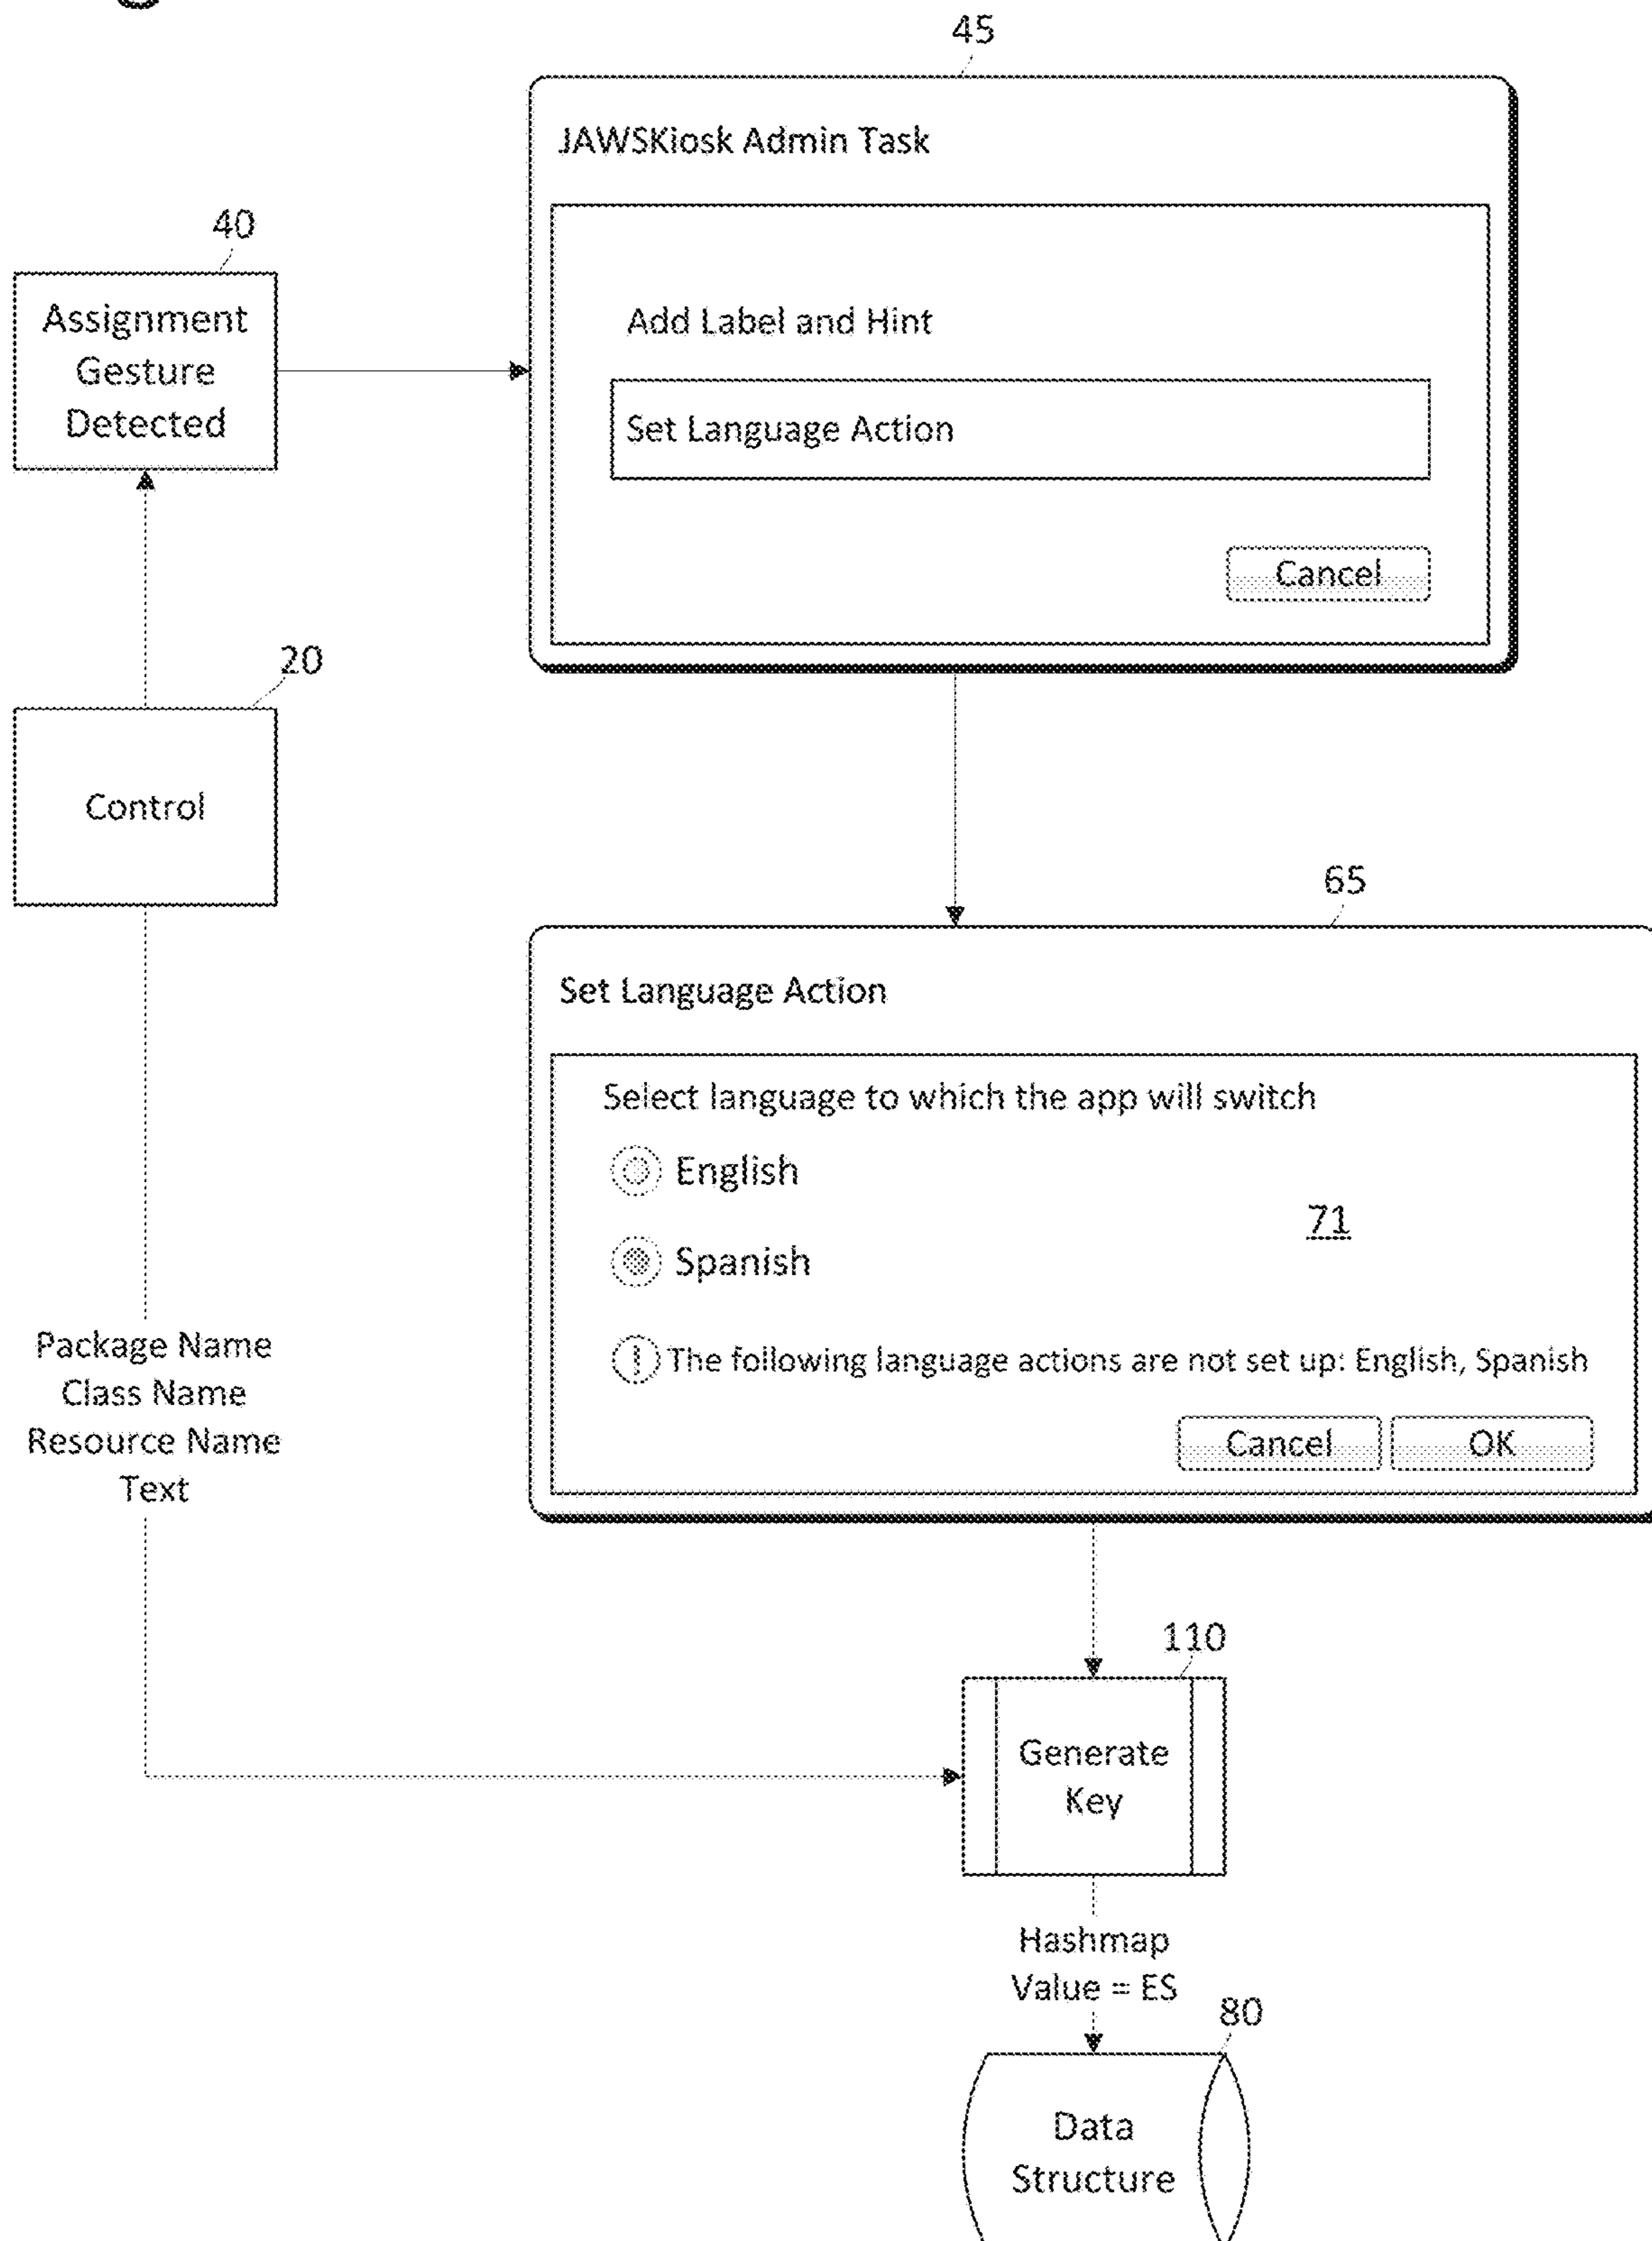 45
JAWSKiosk Admin Task
40
Assignment
Gesture
Detected
Add Label and Hint
Set Language Action
Cancel
20
Control
65
Set Language Action
Select language to which the app will switch
English
71
Spanish
! The following language actions are not set up: English, Spanish
Cancel
OK
Package Name
Class Name
Resource Name
Text
110
Generate
Key
Hashmap
Value = ES
80
Data
Structure